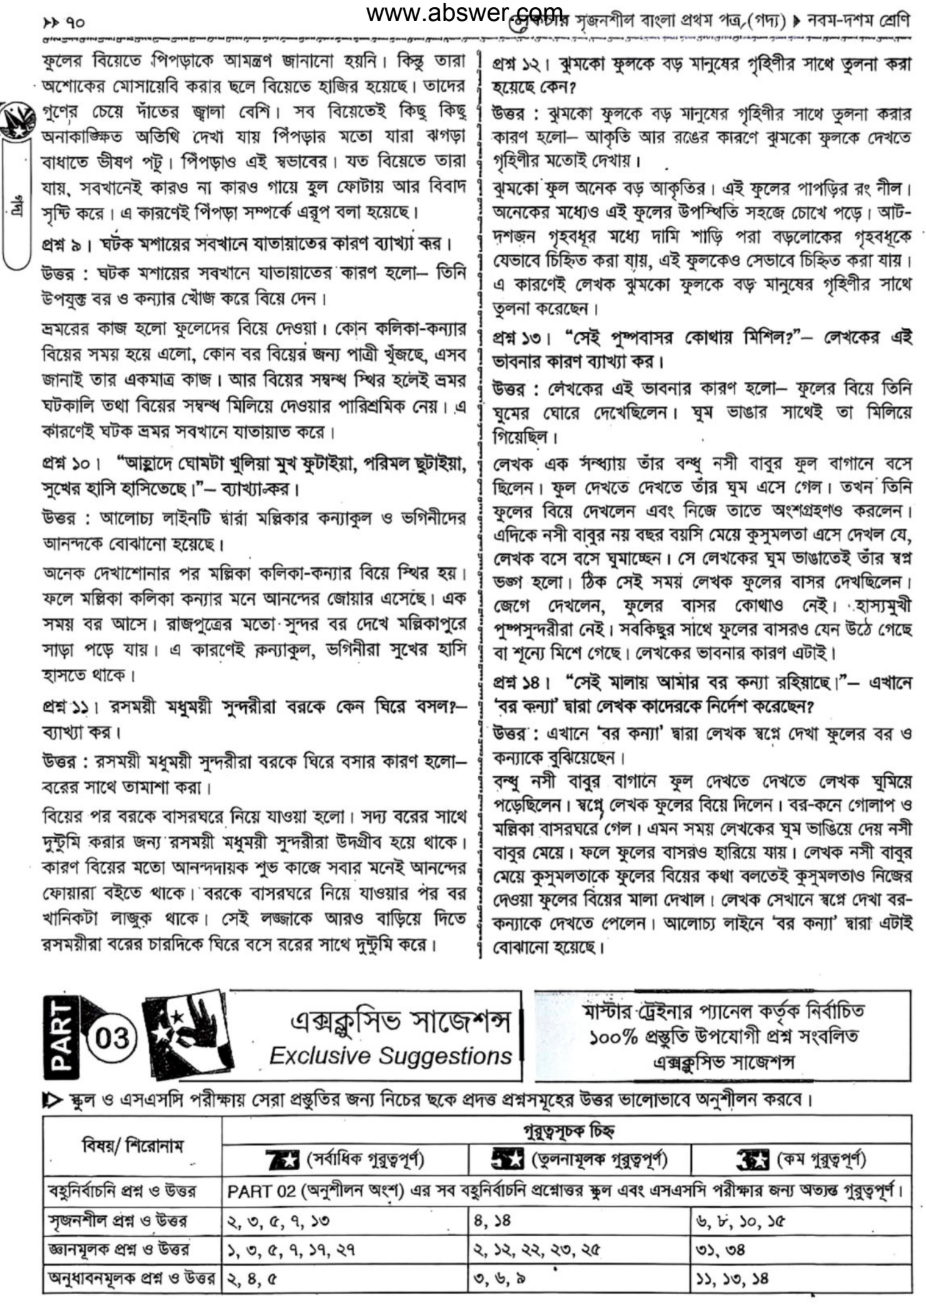 www.abswer.com
৭০
লেকচার সৃজনশীল বাংলা প্রথম পত্র (গদ্য) নবম-দশম শ্রেণি
গদ্য
ফুলের বিয়েতে পিঁপড়াকে আমন্ত্রণ জানানো হয়নি। কিন্তু তারা
অশোকের মোসায়েবি করার ছলে বিয়েতে হাজির হয়েছে। তাদের
গুণের চেয়ে দাঁতের জ্বালা বেশি। সব বিয়েতেই কিছু কিছু
অনাকাঙ্ক্ষিত অতিথি দেখা যায় পিঁপড়ার মতো যারা ঝগড়া
বাধাতে ভীষণ পটু। পিঁপড়াও এই স্বভাবের। যত বিয়েতে তারা
যায়, সবখানেই কারও না কারও গায়ে হুল ফোটায় আর বিবাদ
সৃষ্টি করে। এ কারণেই পিঁপড়া সম্পর্কে এরূপ বলা হয়েছে।
প্রশ্ন ৯। ঘটক মশায়ের সবখানে যাতায়াতের কারণ ব্যাখ্যা কর।
উত্তর : ঘটক মশায়ের সবখানে যাতায়াতের কারণ হলো— তিনি
উপযুক্ত বর ও কন্যার খোঁজ করে বিয়ে দেন।
ভ্রমরের কাজ হলো ফুলেদের বিয়ে দেওয়া। কোন কলিকা-কন্যার
বিয়ের সময় হয়ে এলো, কোন বর বিয়ের জন্য পাত্রী খুঁজছে, এসব
জানাই তার একমাত্র কাজ। আর বিয়ের সম্বন্ধ স্থির হলেই ভ্রমর
ঘটকালি তথা বিয়ের সম্বন্ধ মিলিয়ে দেওয়ার পারিশ্রমিক নেয়। এ
কারণেই ঘটক ভ্রমর সবখানে যাতায়াত করে।
প্রশ্ন ১০। “আহ্লাদে ঘোমটা খুলিয়া মুখ ফুটাইয়া, পরিমল ছুটাইয়া,
সুখের হাসি হাসিতেছে।”— ব্যাখ্যা কর।
উত্তর : আলোচ্য লাইনটি দ্বারা মল্লিকার কন্যাকুল ও ভগিনীদের
আনন্দকে বোঝানো হয়েছে।
অনেক দেখাশোনার পর মল্লিকা কলিকা-কন্যার বিয়ে স্থির হয়।
ফলে মল্লিকা কলিকা কন্যার মনে আনন্দের জোয়ার এসেছে। এক
সময় বর আসে। রাজপুত্রের মতো সুন্দর বর দেখে মল্লিকাপুরে
সাড়া পড়ে যায়। এ কারণেই কন্যাকুল, ভগিনীরা সুখের হাসি
হাসতে থাকে।
প্রশ্ন ১১। রসময়ী মধুময়ী সুন্দরীরা বরকে কেন ঘিরে বসল?—
ব্যাখ্যা কর।
উত্তর : রসময়ী মধুময়ী সুন্দরীরা বরকে ঘিরে বসার কারণ হলো—
বরের সাথে তামাশা করা।
বিয়ের পর বরকে বাসরঘরে নিয়ে যাওয়া হলো। সদ্য বরের সাথে
দুষ্টুমি করার জন্য রসময়ী মধুময়ী সুন্দরীরা উদগ্রীব হয়ে থাকে।
কারণ বিয়ের মতো আনন্দদায়ক শুভ কাজে সবার মনেই আনন্দের
ফোয়ারা বইতে থাকে। বরকে বাসরঘরে নিয়ে যাওয়ার পর বর
খানিকটা লাজুক থাকে। সেই লজ্জাকে আরও বাড়িয়ে দিতে
রসময়ীরা বরের চারদিকে ঘিরে বসে বরের সাথে দুষ্টুমি করে।
প্রশ্ন ১২। ঝুমকো ফুলকে বড় মানুষের গৃহিণীর সাথে তুলনা করা
হয়েছে কেন?
উত্তর : ঝুমকো ফুলকে বড় মানুষের গৃহিণীর সাথে তুলনা করার
কারণ হলো— আকৃতি আর রঙের কারণে ঝুমকো ফুলকে দেখতে
গৃহিণীর মতোই দেখায়।
ঝুমকো ফুল অনেক বড় আকৃতির। এই ফুলের পাপড়ির রং নীল।
অনেকের মধ্যেও এই ফুলের উপস্থিতি সহজে চোখে পড়ে। আট-
দশজন গৃহবধূর মধ্যে দামি শাড়ি পরা বড়লোকের গৃহবধূকে
যেভাবে চিহ্নিত করা যায়, এই ফুলকেও সেভাবে চিহ্নিত করা যায়।
এ কারণেই লেখক ঝুমকো ফুলকে বড় মানুষের গৃহিণীর সাথে
তুলনা করেছেন।
প্রশ্ন ১৩। “সেই পুষ্পবাসর কোথায় মিশিল?”— লেখকের এই
ভাবনার কারণ ব্যাখ্যা কর।
উত্তর : লেখকের এই ভাবনার কারণ হলো— ফুলের বিয়ে তিনি
ঘুমের ঘোরে দেখেছিলেন। ঘুম ভাঙার সাথেই তা মিলিয়ে
গিয়েছিল।
লেখক এক সন্ধ্যায় তাঁর বন্ধু নসী বাবুর ফুল বাগানে বসে
ছিলেন। ফুল দেখতে দেখতে তাঁর ঘুম এসে গেল। তখন তিনি
ফুলের বিয়ে দেখলেন এবং নিজে তাতে অংশগ্রহণও করলেন।
এদিকে নসী বাবুর নয় বছর বয়সি মেয়ে কুসুমলতা এসে দেখল যে,
লেখক বসে বসে ঘুমাচ্ছেন। সে লেখকের ঘুম ভাঙাতেই তাঁর স্বপ্ন
ভঙ্গ হলো। ঠিক সেই সময় লেখক ফুলের বাসর দেখছিলেন।
জেগে দেখলেন, ফুলের বাসর কোথাও নেই। হাস্যমুখী
পুষ্পসুন্দরীরা নেই। সবকিছুর সাথে ফুলের বাসরও যেন উঠে গেছে
বা শূন্যে মিশে গেছে। লেখকের ভাবনার কারণ এটাই।
প্রশ্ন ১৪। “সেই মালায় আমার বর কন্যা রহিয়াছে।”— এখানে
‘বর কন্যা’ দ্বারা লেখক কাদেরকে নির্দেশ করেছেন?
উত্তর : এখানে ‘বর কন্যা’ দ্বারা লেখক স্বপ্নে দেখা ফুলের বর ও
কন্যাকে বুঝিয়েছেন।
বন্ধু নসী বাবুর বাগানে ফুল দেখতে দেখতে লেখক ঘুমিয়ে
পড়েছিলেন। স্বপ্নে লেখক ফুলের বিয়ে দিলেন। বর-কনে গোলাপ ও
মল্লিকা বাসরঘরে গেল। এমন সময় লেখকের ঘুম ভাঙিয়ে দেয় নসী
বাবুর মেয়ে। ফলে ফুলের বাসরও হারিয়ে যায়। লেখক নসী বাবুর
মেয়ে কুসুমলতাকে ফুলের বিয়ের কথা বলতেই কুসুমলতাও নিজের
দেওয়া ফুলের বিয়ের মালা দেখাল। লেখক সেখানে স্বপ্নে দেখা বর-
কন্যাকে দেখতে পেলেন। আলোচ্য লাইনে ‘বর কন্যা’ দ্বারা এটাই
বোঝানো হয়েছে।
PART 03
এক্সক্লুসিভ সাজেশন্স
Exclusive Suggestions
মাস্টার ট্রেইনার প্যানেল কর্তৃক নির্বাচিত
১০০% প্রস্তুতি উপযোগী প্রশ্ন সংবলিত
এক্সক্লুসিভ সাজেশন্স
স্কুল ও এসএসসি পরীক্ষায় সেরা প্রস্তুতির জন্য নিচের ছকে প্রদত্ত প্রশ্নসমূহের উত্তর ভালোভাবে অনুশীলন করবে।
বিষয়/ শিরোনাম
গুরুত্বসূচক চিহ্ন
7★ (সর্বাধিক গুরুত্বপূর্ণ)
5★ (তুলনামূলক গুরুত্বপূর্ণ)
3★ (কম গুরুত্বপূর্ণ)
বহুনির্বাচনি প্রশ্ন ও উত্তর PART 02 (অনুশীলন অংশ) এর সব বহুনির্বাচনি প্রশ্নোত্তর স্কুল এবং এসএসসি পরীক্ষার জন্য অত্যন্ত গুরুত্বপূর্ণ।
সৃজনশীল প্রশ্ন ও উত্তর ২, ৩, ৫, ৭, ১৩ ৪, ১৪ ৬, ৮, ১০, ১৫
জ্ঞানমূলক প্রশ্ন ও উত্তর ১, ৩, ৫, ৭, ১৭, ২৭ ২, ১২, ২২, ২৩, ২৫ ৩১, ৩৪
অনুধাবনমূলক প্রশ্ন ও উত্তর ২, ৪, ৫ ৩, ৬, ৯ ১১, ১৩, ১৪